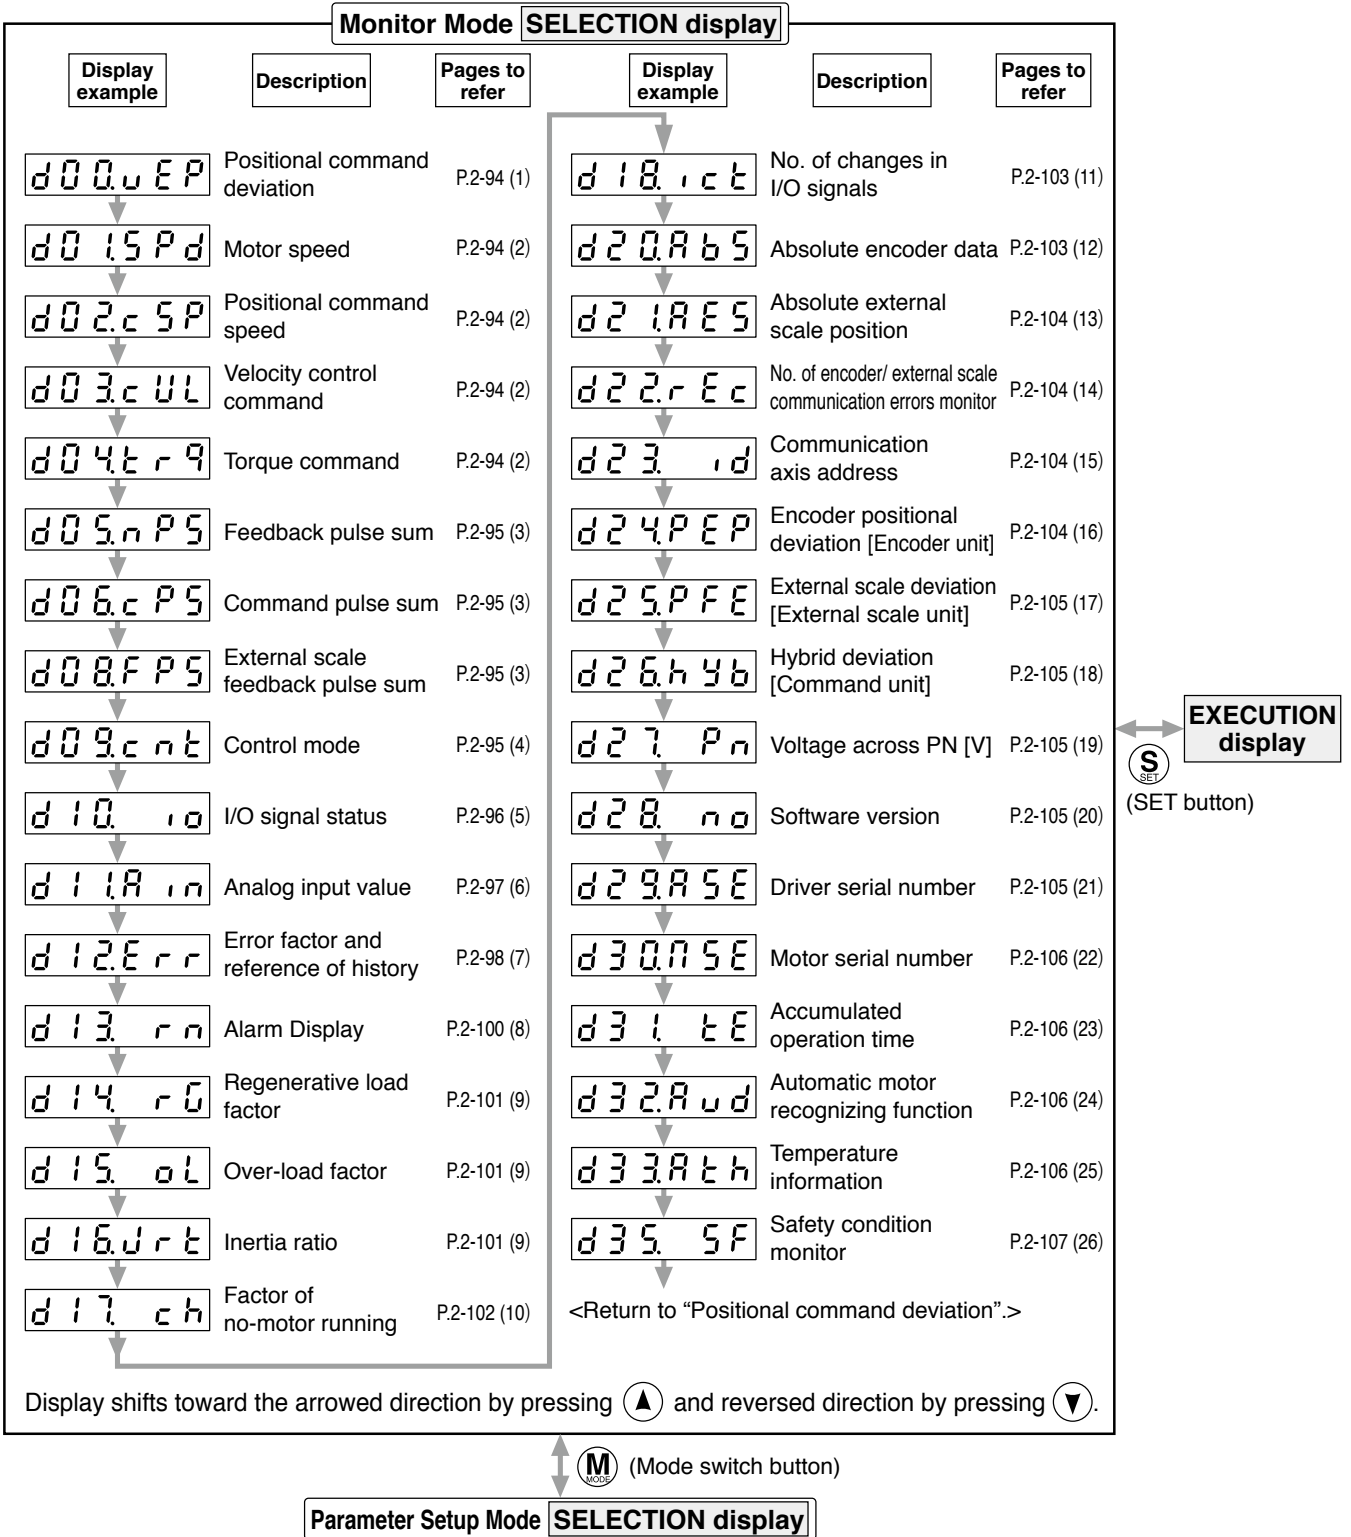 Monitor Mode SELECTION display
Display example
Description
Pages to refer
Display example
Description
Pages to refer
d00.uEP Positional command deviation P.2-94 (1)
d01.SPd Motor speed P.2-94 (2)
d02.cSP Positional command speed P.2-94 (2)
d03.cUL Velocity control command P.2-94 (2)
d04.trq Torque command P.2-94 (2)
d05.nPS Feedback pulse sum P.2-95 (3)
d06.cPS Command pulse sum P.2-95 (3)
d08.FPS External scale feedback pulse sum P.2-95 (3)
d09.cnt Control mode P.2-95 (4)
d10. io I/O signal status P.2-96 (5)
d11.Ain Analog input value P.2-97 (6)
d12.Err Error factor and reference of history P.2-98 (7)
d13. rn Alarm Display P.2-100 (8)
d14. rG Regenerative load factor P.2-101 (9)
d15. oL Over-load factor P.2-101 (9)
d16.Jrt Inertia ratio P.2-101 (9)
d17. ch Factor of no-motor running P.2-102 (10)
d18.ict No. of changes in I/O signals P.2-103 (11)
d20.AbS Absolute encoder data P.2-103 (12)
d21.AES Absolute external scale position P.2-104 (13)
d22.rEc No. of encoder/ external scale communication errors monitor P.2-104 (14)
d23. id Communication axis address P.2-104 (15)
d24.PEP Encoder positional deviation [Encoder unit] P.2-104 (16)
d25.PFE External scale deviation [External scale unit] P.2-105 (17)
d26.hyb Hybrid deviation [Command unit] P.2-105 (18)
d27. Pn Voltage across PN [V] P.2-105 (19)
d28. no Software version P.2-105 (20)
d29.ASE Driver serial number P.2-105 (21)
d30.MSE Motor serial number P.2-106 (22)
d31. tE Accumulated operation time P.2-106 (23)
d32.Aud Automatic motor recognizing function P.2-106 (24)
d33.Ath Temperature information P.2-106 (25)
d35. SF Safety condition monitor P.2-107 (26)
<Return to “Positional command deviation”.>
Display shifts toward the arrowed direction by pressing ▲ and reversed direction by pressing ▼.
EXECUTION display
S
SET
(SET button)
M
MODE
(Mode switch button)
Parameter Setup Mode SELECTION display